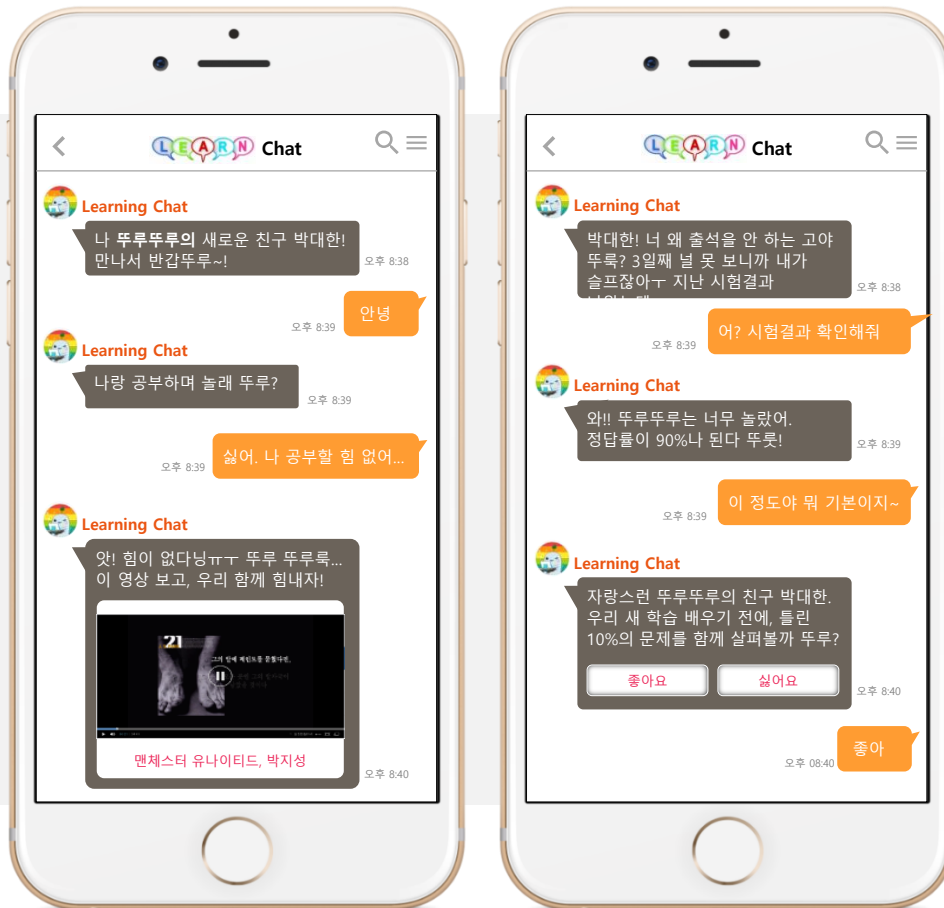 LEARN Chat
Learning Chat
나 뚜루뚜루의 새로운 친구 박대한!
만나서 반갑뚜루~!
오후 8:38
안녕
오후 8:39
Learning Chat
나랑 공부하며 놀래 뚜루?
오후 8:39
싫어. 나 공부할 힘 없어...
오후 8:39
Learning Chat
앗! 힘이 없다닝ㅠㅜ 뚜루 뚜루룩...
이 영상 보고, 우리 함께 힘내자!
21
맨체스터 유나이티드, 박지성
오후 8:40
LEARN Chat
Learning Chat
박대한! 너 왜 출석을 안 하는 고야
뚜룩? 3일째 널 못 보니까 내가
슬프잖아ㅜ 지난 시험결과
오후 8:38
어? 시험결과 확인해줘
오후 8:39
Learning Chat
와!! 뚜루뚜루는 너무 놀랐어.
정답률이 90%나 된다 뚜룻!
오후 8:39
이 정도야 뭐 기본이지~
오후 8:39
Learning Chat
자랑스런 뚜루뚜루의 친구 박대한.
우리 새 학습 배우기 전에, 틀린
10%의 문제를 함께 살펴볼까 뚜루?
좋아요
싫어요
오후 8:40
좋아
오후 08:40